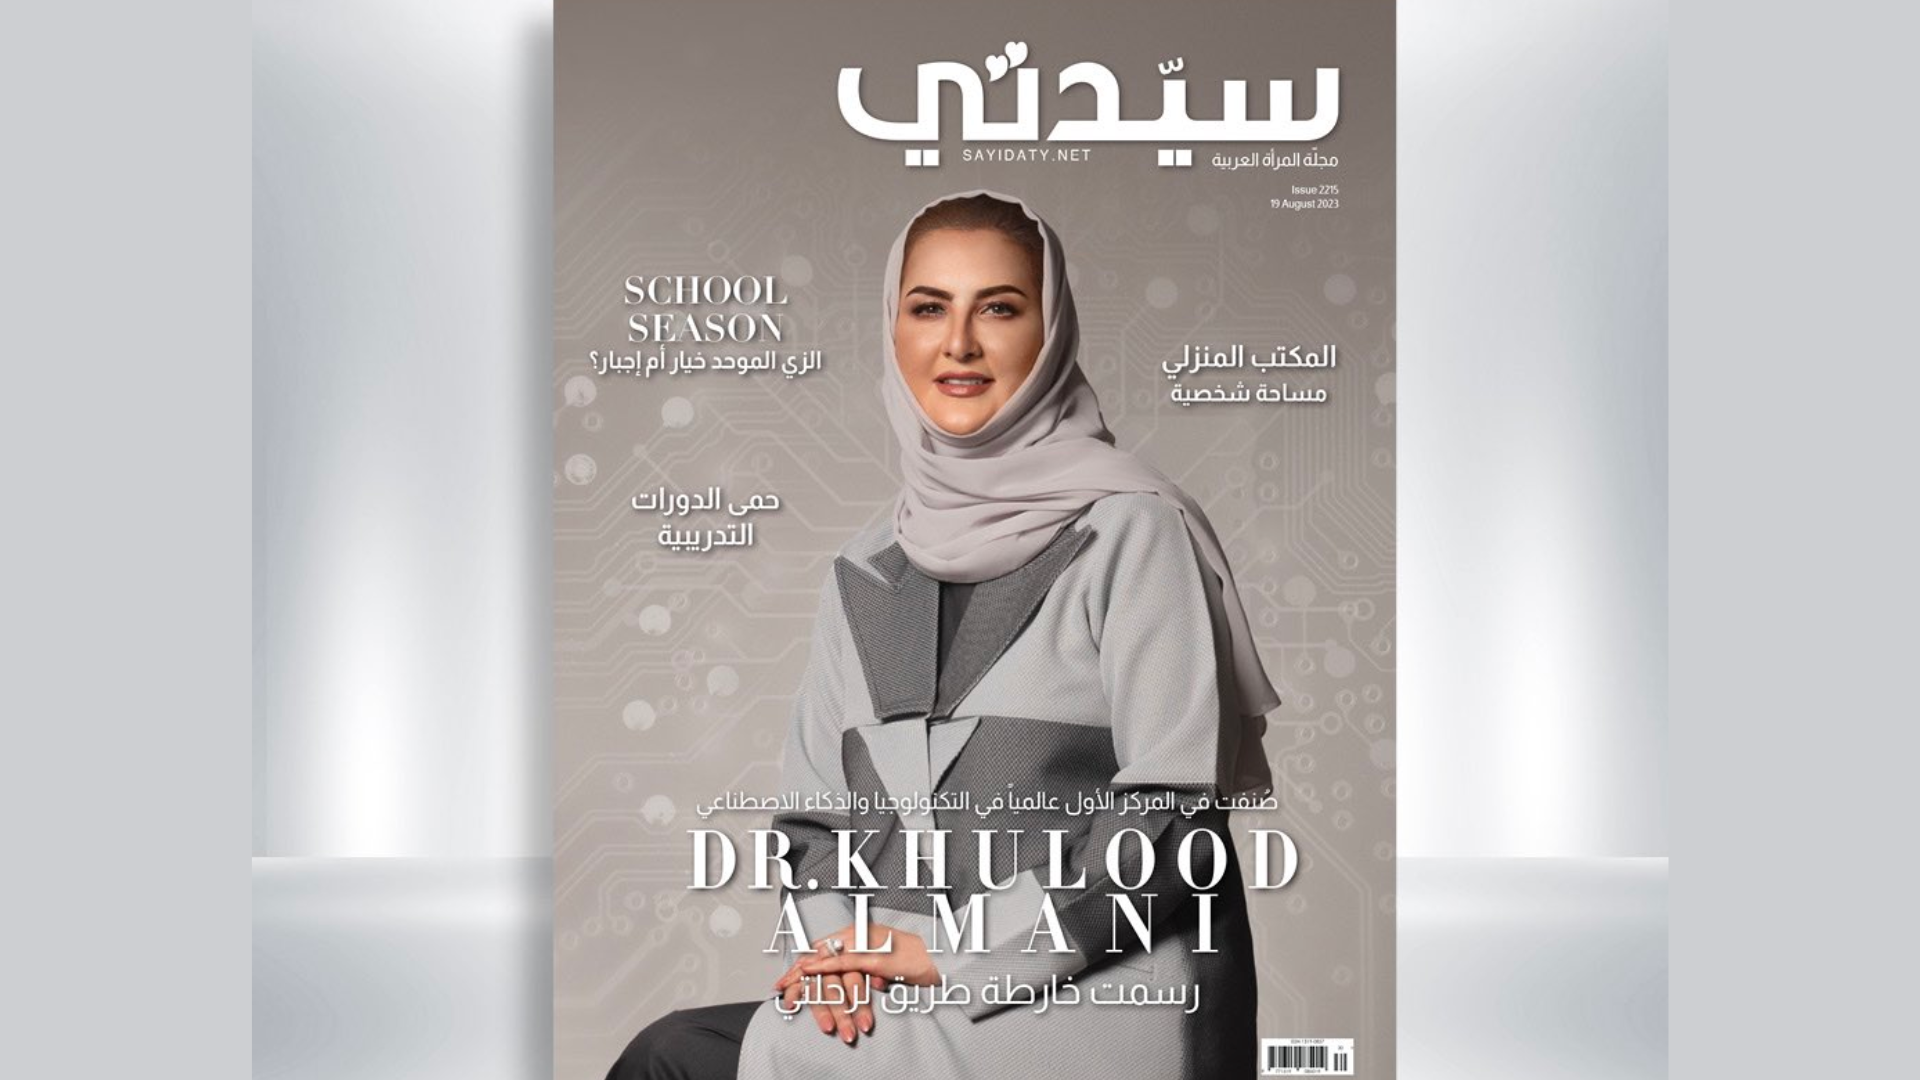 سيّدتي
SAYIDATY.NET
مجلّة المرأة العربية
Issue 2215
19 August 2023
SCHOOL
SEASON
الزي الموحد خيار أم إجبار؟
المكتب المنزلي
مساحة شخصية
حمى الدورات
التدريبية
صُنفت في المركز الأول عالمياً في التكنولوجيا والذكاء الاصطناعي
DR.KHULOOD
ALMANI
رسمت خارطة طريق لرحلتي